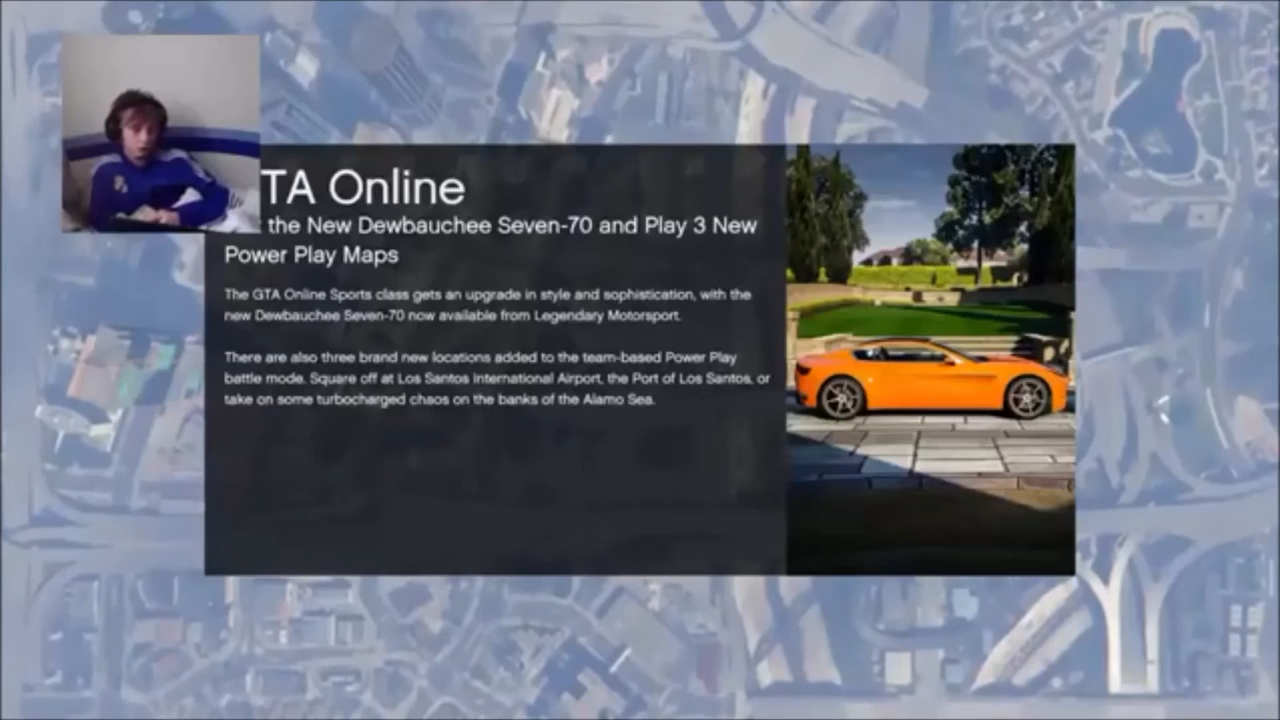 TA Online
the New Dewbauchee Seven-70 and Play 3 New
Power Play Maps
The GTA Online Sports class gets an upgrade in style and sophistication, with the
new Dewbauchee Seven-70 now available from Legendary Motorsport.
There are also three brand new locations added to the team-based Power Play
battle mode. Square off at Los Santos International Airport, the Port of Los Santos, or
take on some turbocharged chaos on the banks of the Alamo Sea.